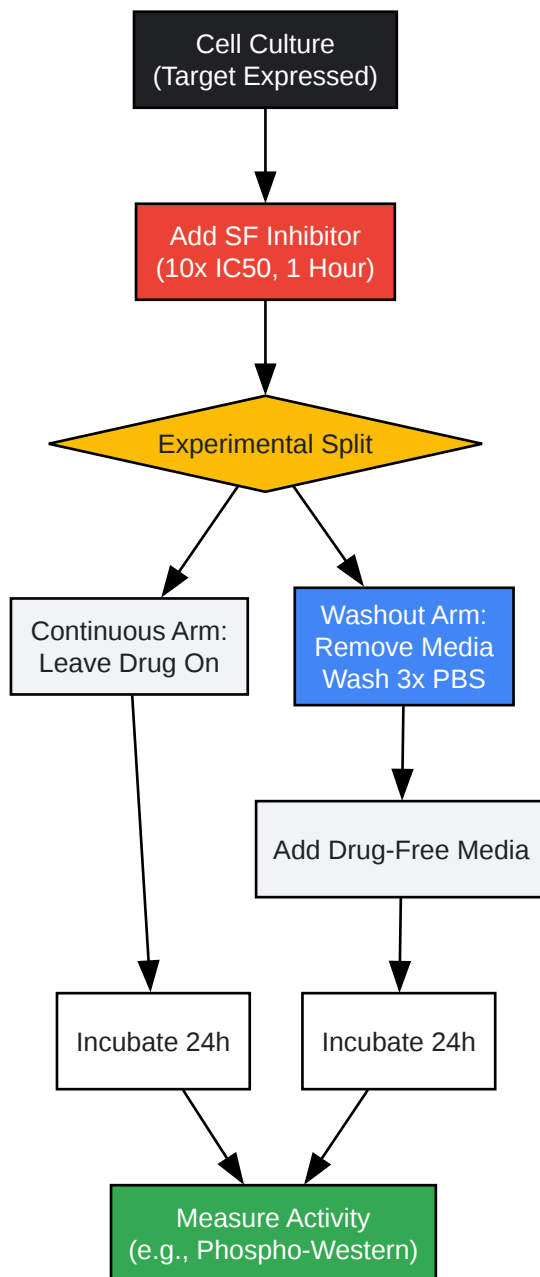 Cell Culture
(Target Expressed)
Add SF Inhibitor
(10x IC50, 1 Hour)
Experimental Split
Continuous Arm:
Leave Drug On
Washout Arm:
Remove Media
Wash 3x PBS
Add Drug-Free Media
Incubate 24h
Incubate 24h
Measure Activity
(e.g., Phospho-Western)